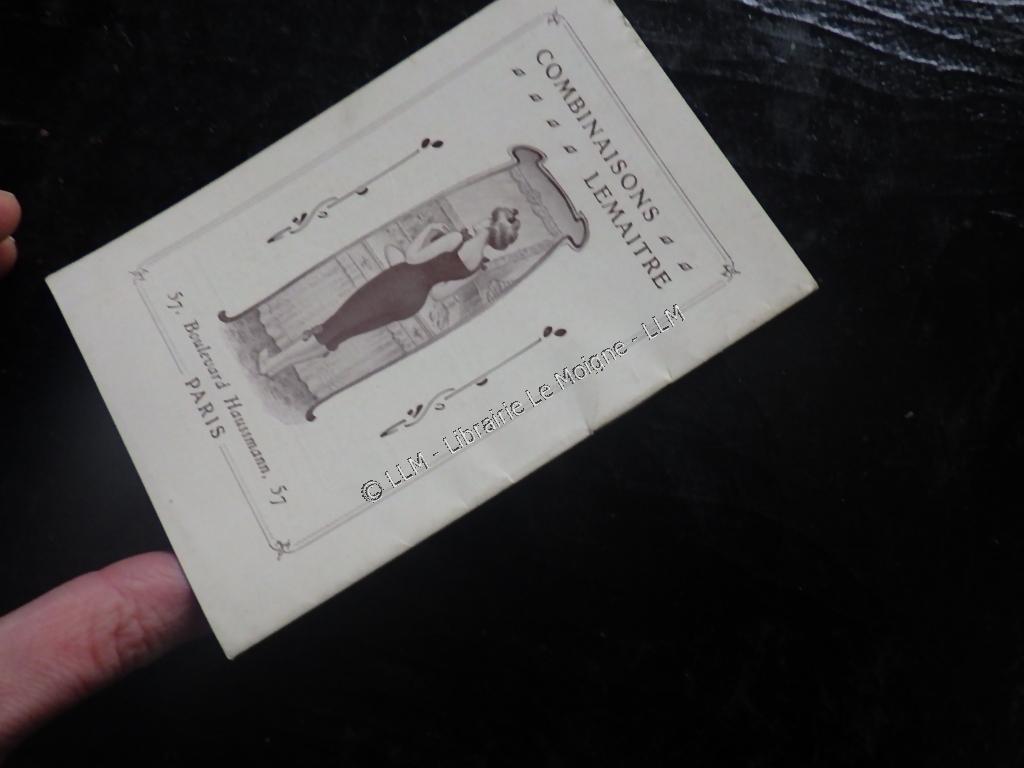 COMBINAISONS
LEMAITRE
57, Boulevard Haussmann, 57
PARIS
© LLM - Librairie Le Moigne - LLM